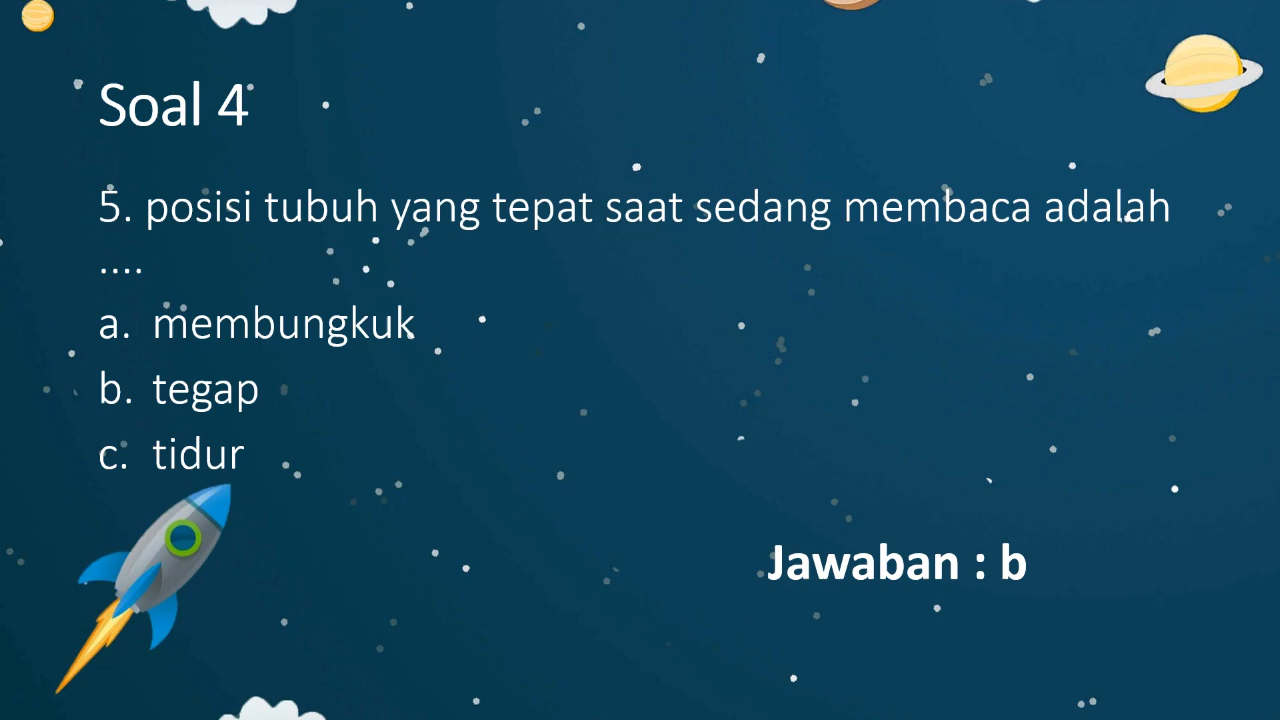 Soal 4
5. posisi tubuh yang tepat saat sedang membaca adalah
....
a. membungkuk
b. tegap
c. tidur
Jawaban : b